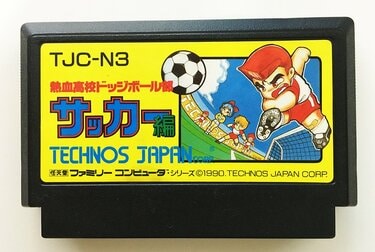 TJC-N3
熱血高校ドッジボール部
サッカー編
TECHNOS JAPAN CORP.
任天堂 ファミリー コンピュータ シリーズ ©1990. TECHNOS JAPAN CORP.